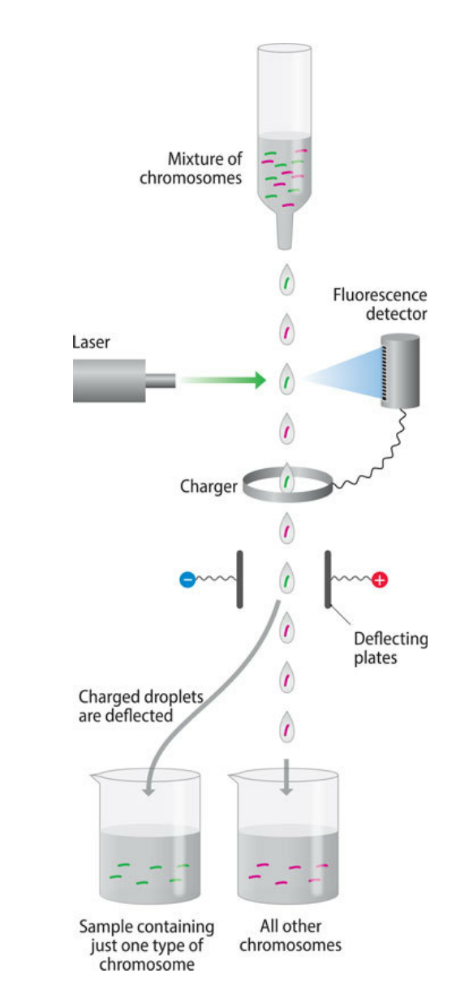 Mixture of
chromosomes
Fluorescence
detector
Laser
Charger
−
+
Deflecting
plates
Charged droplets
are deflected
Sample containing
just one type of
chromosome
All other
chromosomes